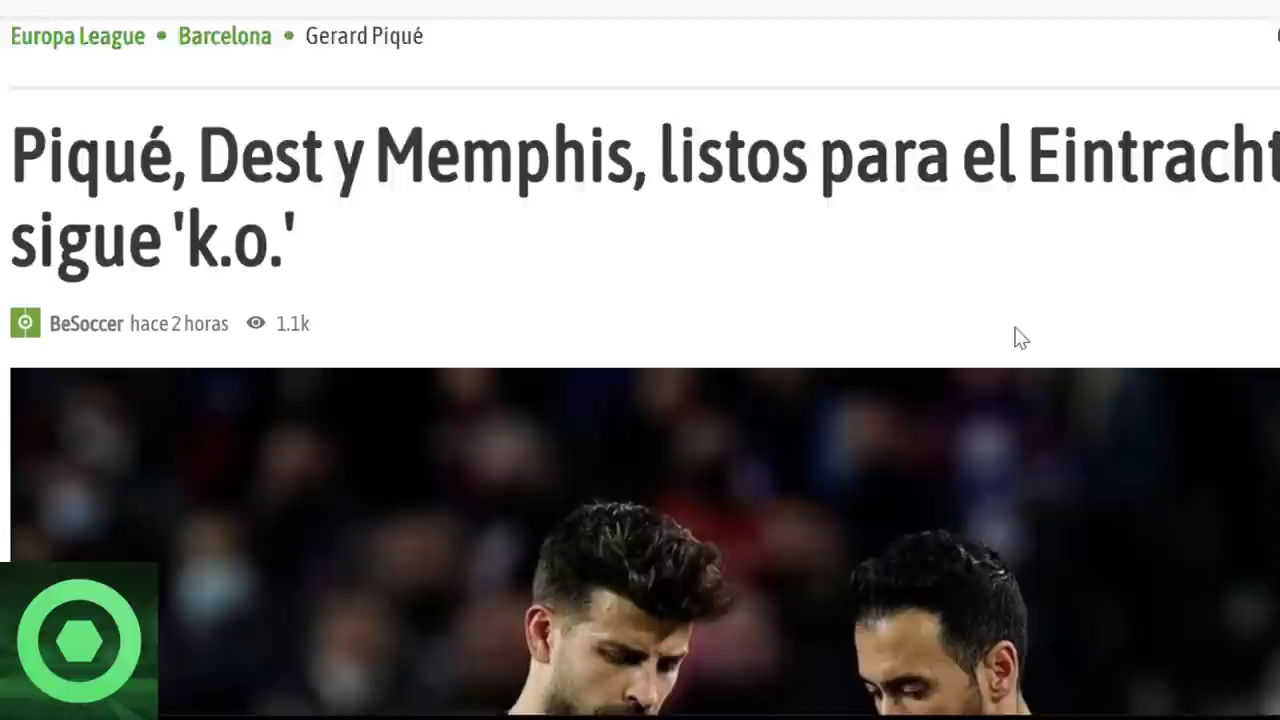 Europa League • Barcelona • Gerard Piqué
Piqué, Dest y Memphis, listos para el Eintracht
sigue 'k.o.'
BeSoccer hace 2 horas 1.1k